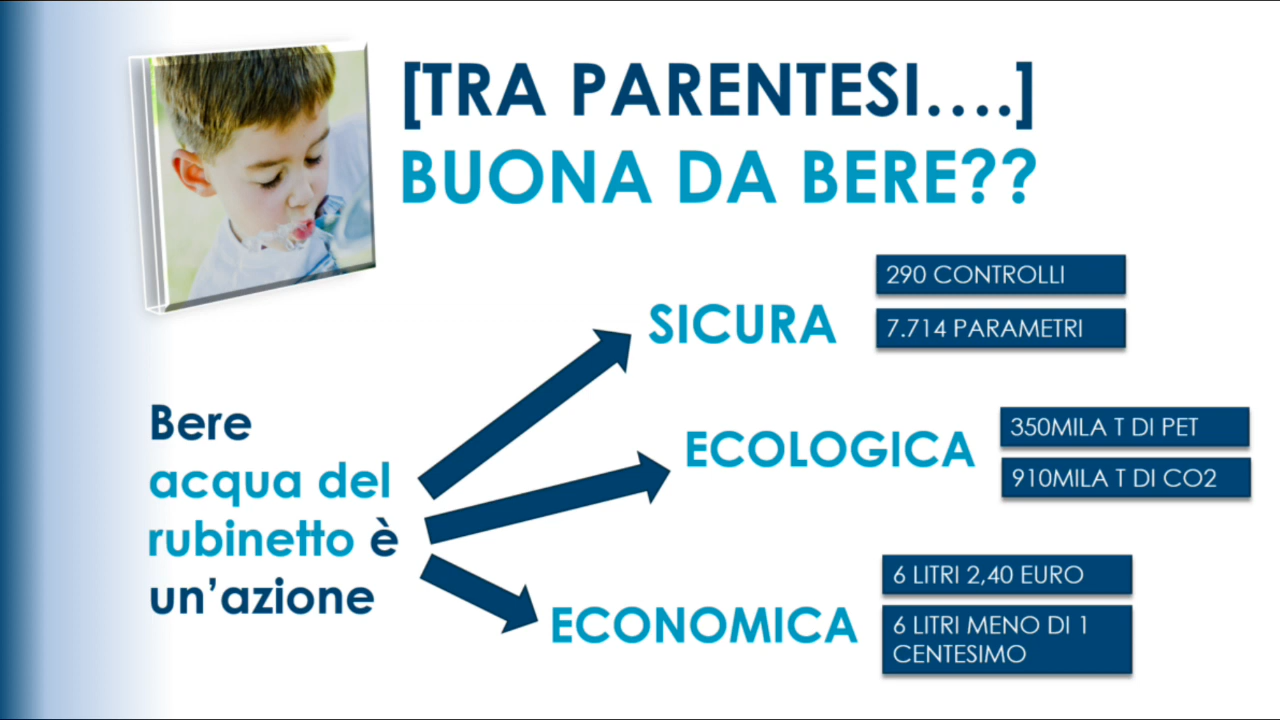 [TRA PARENTESI....]
BUONA DA BERE??
Bere
acqua del
rubinetto è
un'azione
SICURA
290 CONTROLLI
7.714 PARAMETRI
ECOLOGICA
350MILA T DI PET
910MILA T DI CO2
ECONOMICA
6 LITRI 2,40 EURO
6 LITRI MENO DI 1
CENTESIMO